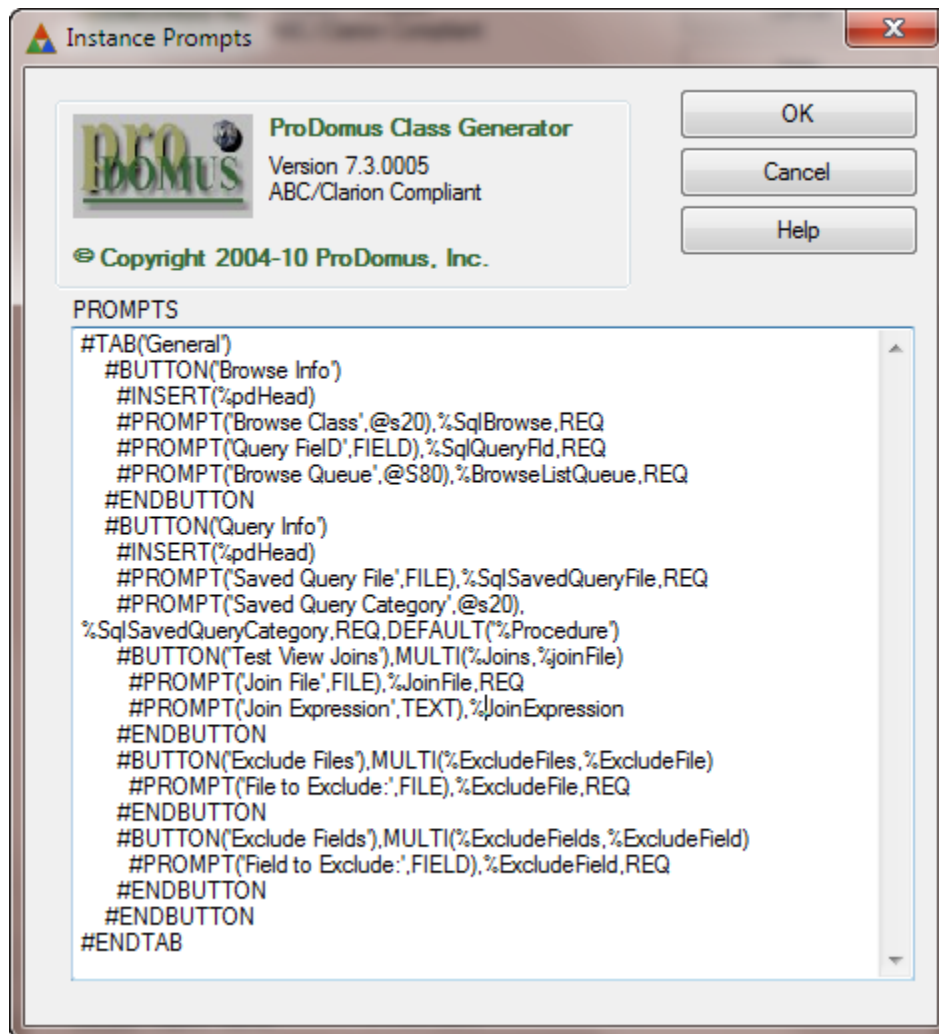 Instance Prompts
pro
DOMUS
ProDomus Class Generator
Version 7.3.0005
ABC/Clarion Compliant
© Copyright 2004-10 ProDomus, Inc.
OK
Cancel
Help
PROMPTS
#TAB('General')
#BUTTON('Browse Info')
#INSERT(%pdHead)
#PROMPT('Browse Class',@s20),%SqlBrowse,REQ
#PROMPT('Query FielD',FIELD),%SqlQueryFld,REQ
#PROMPT('Browse Queue',@S80),%BrowseListQueue,REQ
#ENDBUTTON
#BUTTON('Query Info')
#INSERT(%pdHead)
#PROMPT('Saved Query File',FILE),%SqlSavedQueryFile,REQ
#PROMPT('Saved Query Category',@s20),
%SqlSavedQueryCategory,REQ,DEFAULT('%Procedure')
#BUTTON('Test View Joins'),MULTI(%Joins,%joinFile)
#PROMPT('Join File',FILE),%JoinFile,REQ
#PROMPT('Join Expression',TEXT),%JoinExpression
#ENDBUTTON
#BUTTON('Exclude Files'),MULTI(%ExcludeFiles,%ExcludeFile)
#PROMPT('File to Exclude:',FILE),%ExcludeFile,REQ
#ENDBUTTON
#BUTTON('Exclude Fields'),MULTI(%ExcludeFields,%ExcludeField)
#PROMPT('Field to Exclude:',FIELD),%ExcludeField,REQ
#ENDBUTTON
#ENDBUTTON
#ENDTAB